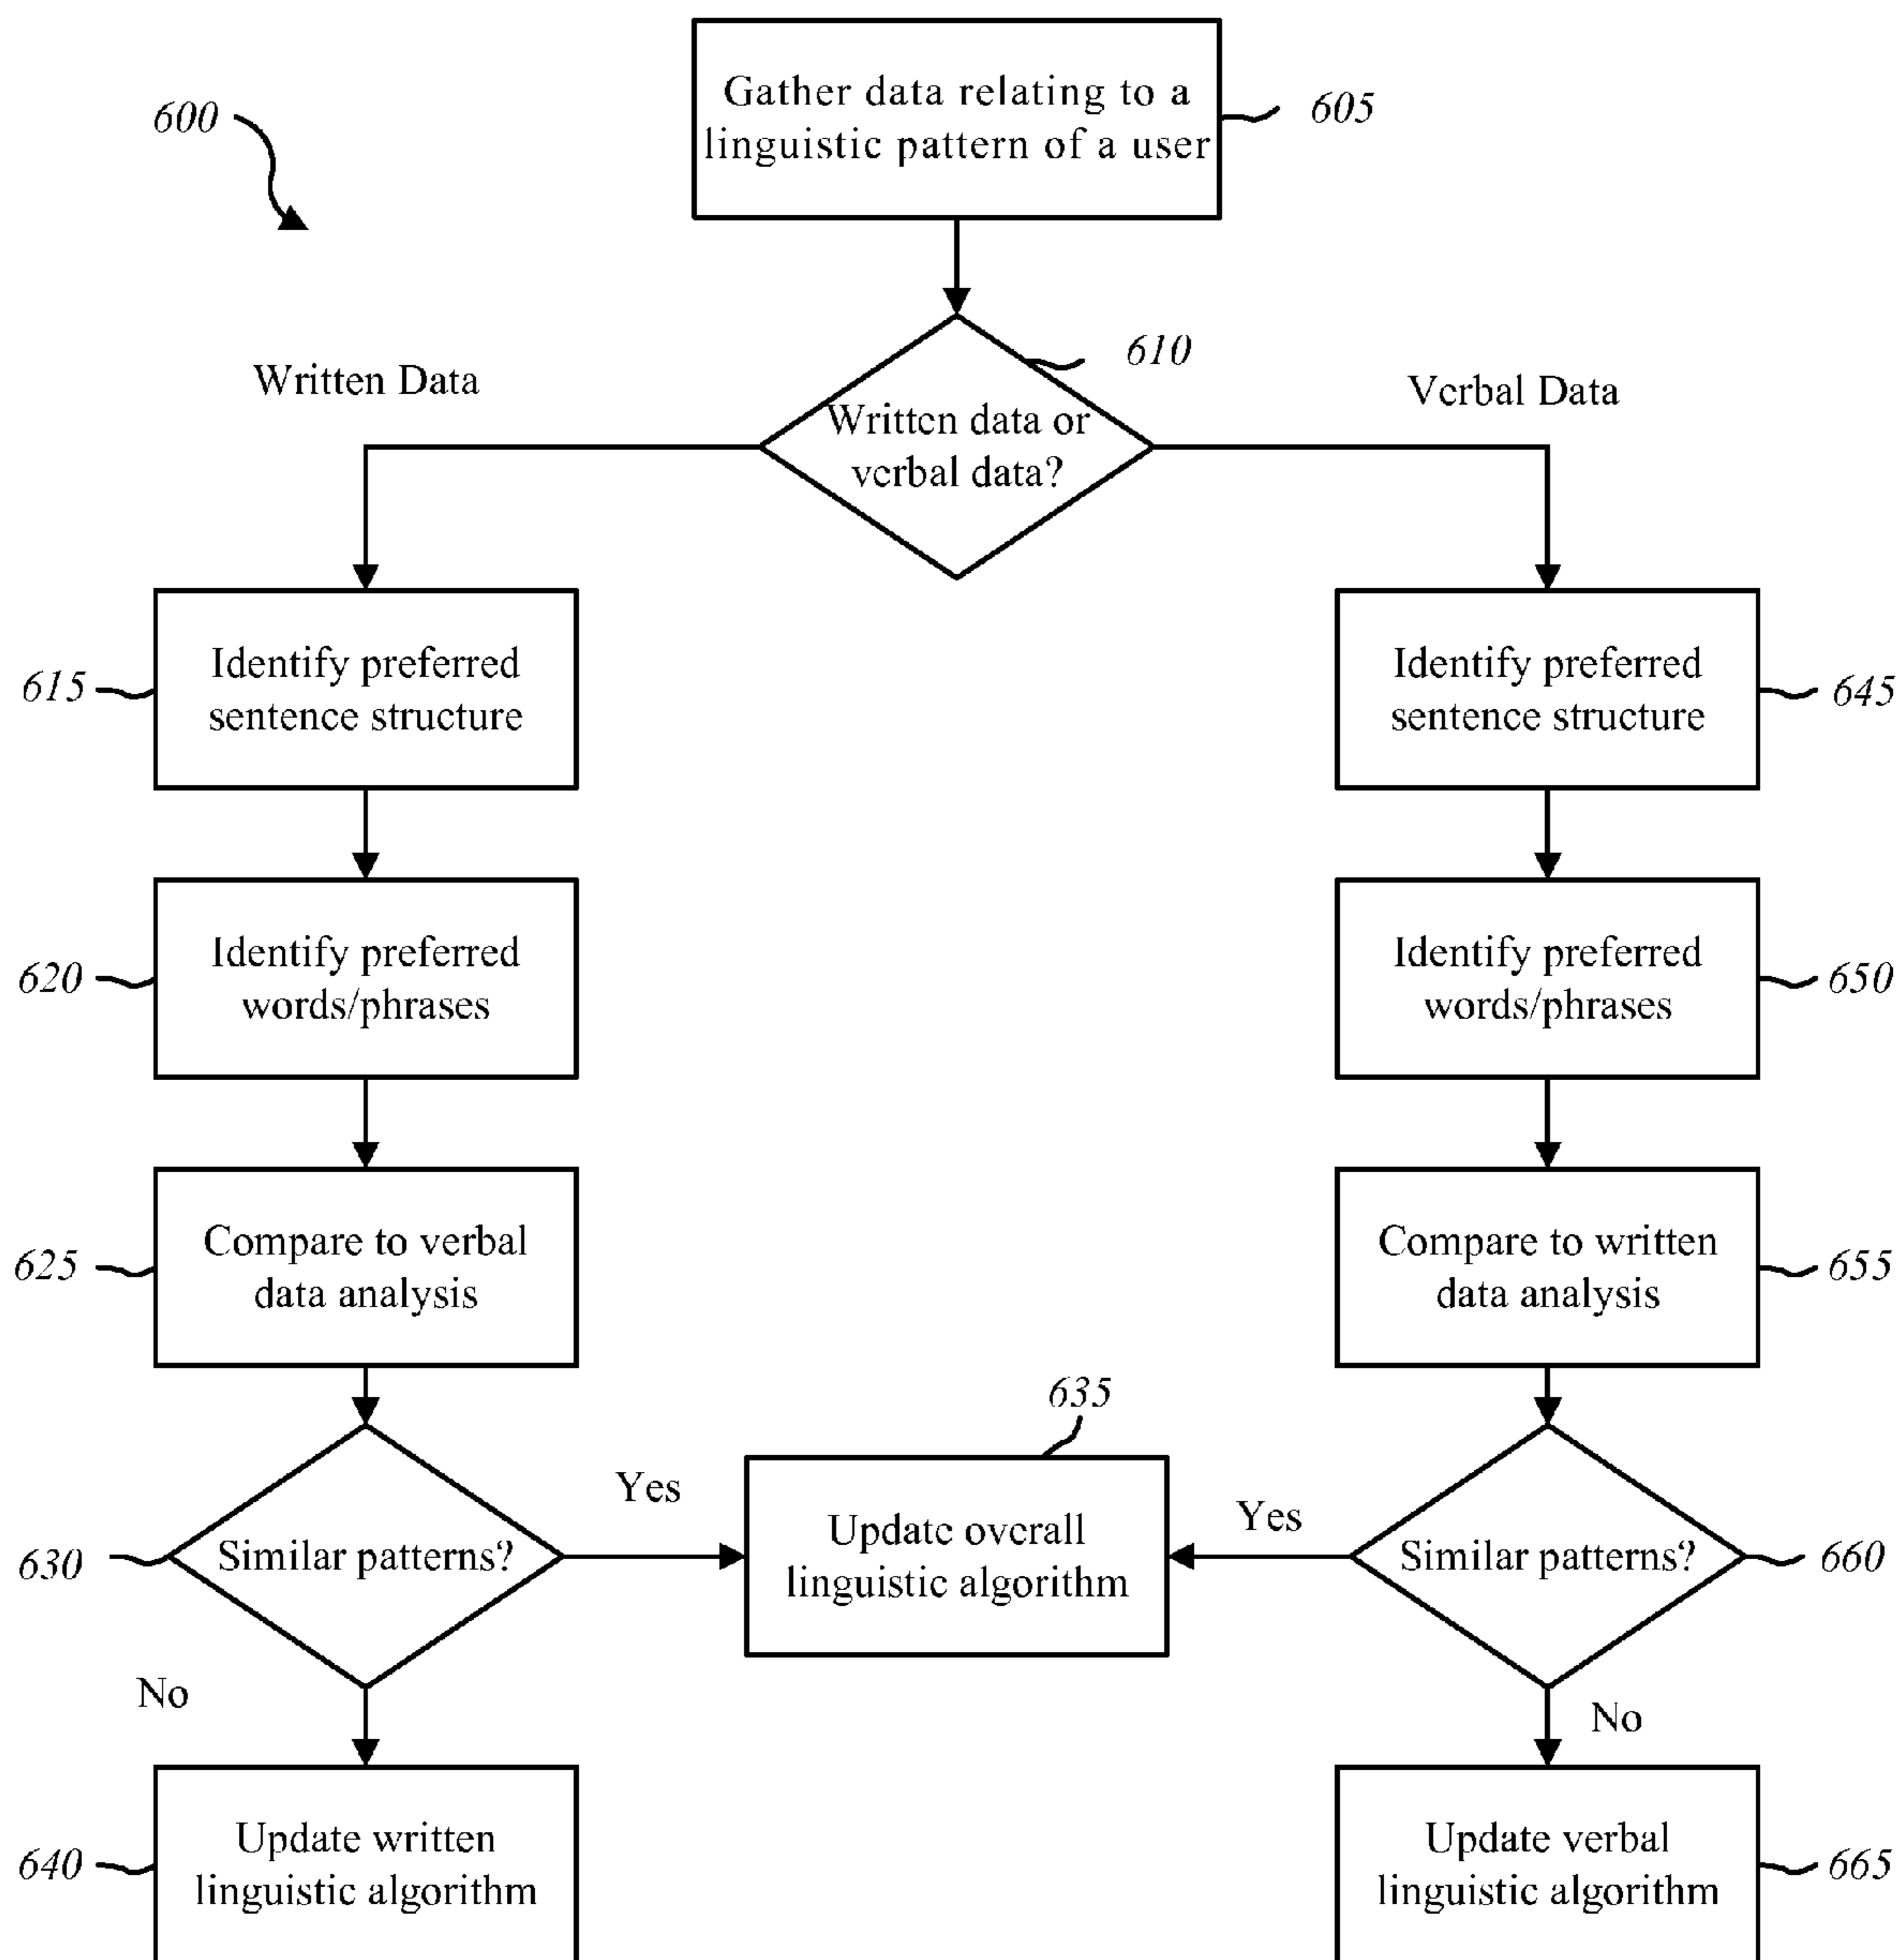 600
Gather data relating to a
linguistic pattern of a user
605
610
Written Data
Verbal Data
Written data or
verbal data?
615
Identify preferred
sentence structure
Identify preferred
sentence structure
645
620
Identify preferred
words/phrases
Identify preferred
words/phrases
650
625
Compare to verbal
data analysis
Compare to written
data analysis
655
635
630
Similar patterns?
Yes
Update overall
linguistic algorithm
Yes
Similar patterns?
660
No
No
640
Update written
linguistic algorithm
Update verbal
linguistic algorithm
665